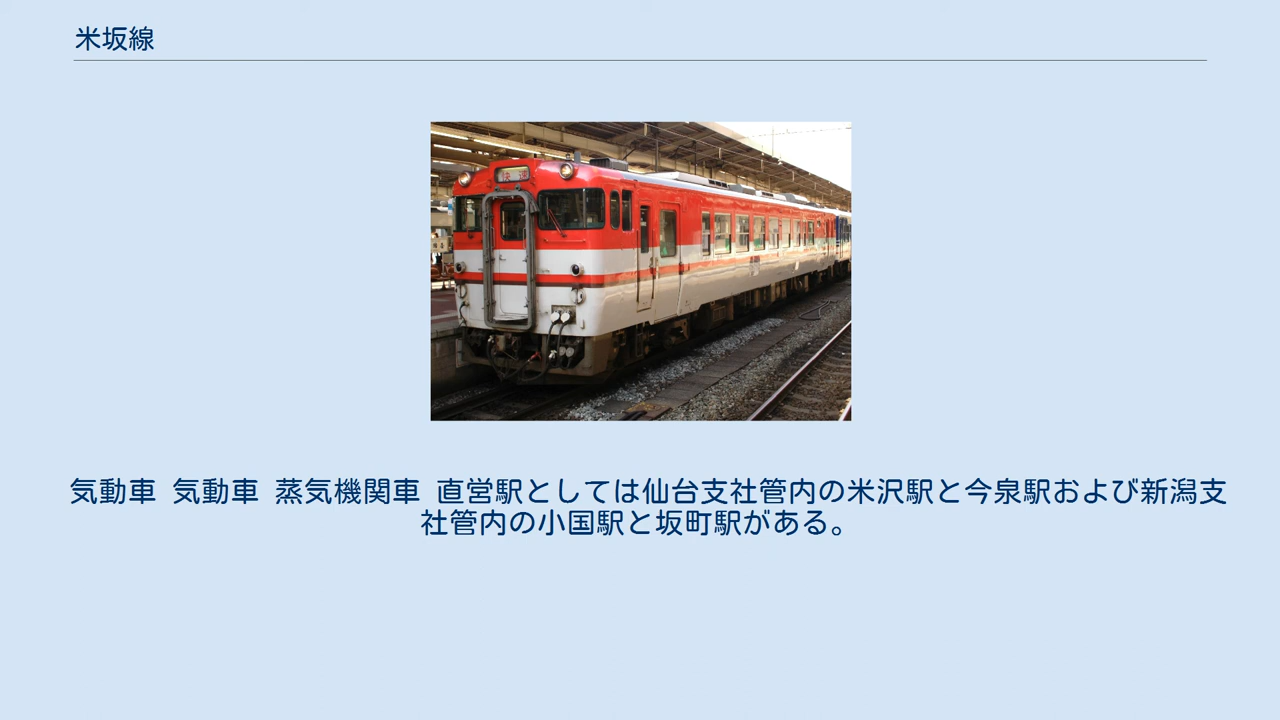 米坂線
快速
気動車 気動車 蒸気機関車 直営駅としては仙台支社管内の米沢駅と今泉駅および新潟支
社管内の小国駅と坂町駅がある。